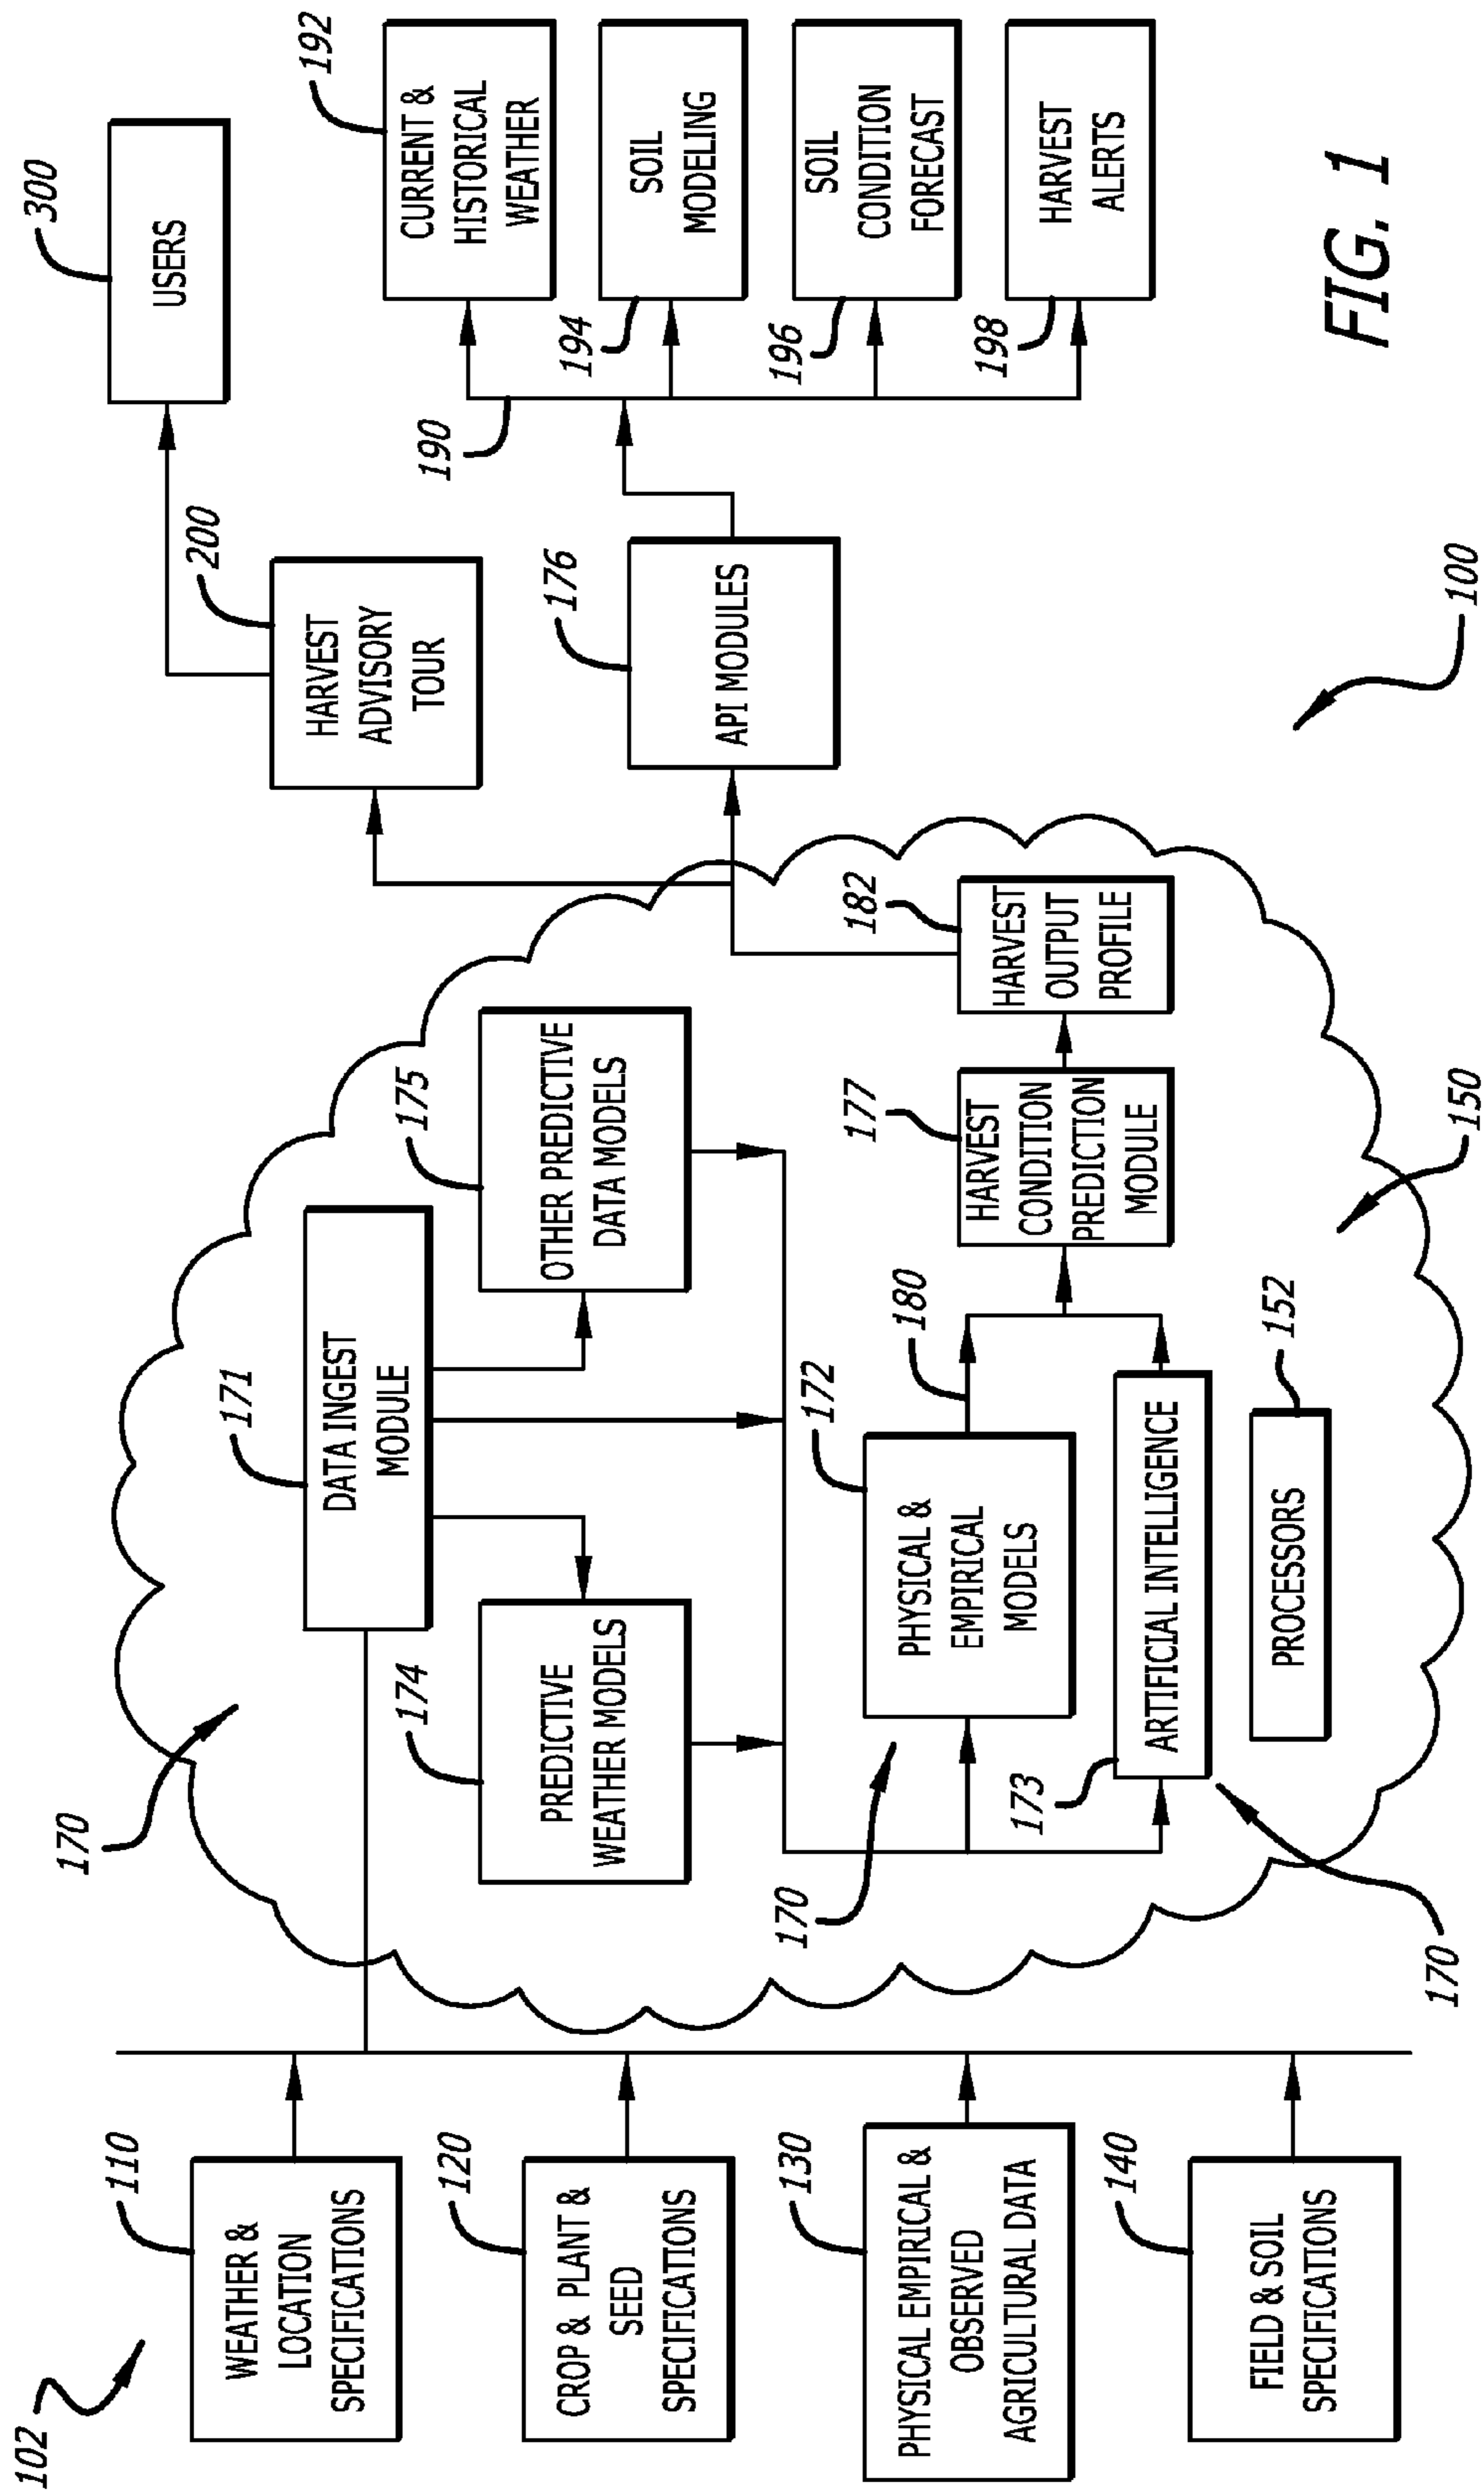 102
110
WEATHER &
LOCATION
SPECIFICATIONS
120
CROP & PLANT &
SEED
SPECIFICATIONS
130
PHYSICAL EMPIRICAL &
OBSERVED
AGRICULTURAL DATA
140
FIELD & SOIL
SPECIFICATIONS
170
171
DATA INGEST
MODULE
174
PREDICTIVE
WEATHER MODELS
175
OTHER PREDICTIVE
DATA MODELS
170
172
PHYSICAL &
EMPIRICAL
MODELS
180
173
ARTIFICIAL INTELLIGENCE
170
152
PROCESSORS
177
HARVEST
CONDITION
PREDICTION
MODULE
182
HARVEST
OUTPUT
PROFILE
150
200
HARVEST
ADVISORY
TOUR
176
API MODULES
100
300
USERS
190
192
CURRENT &
HISTORICAL
WEATHER
194
SOIL
MODELING
196
SOIL
CONDITION
FORECAST
198
HARVEST
ALERTS
FIG. 1